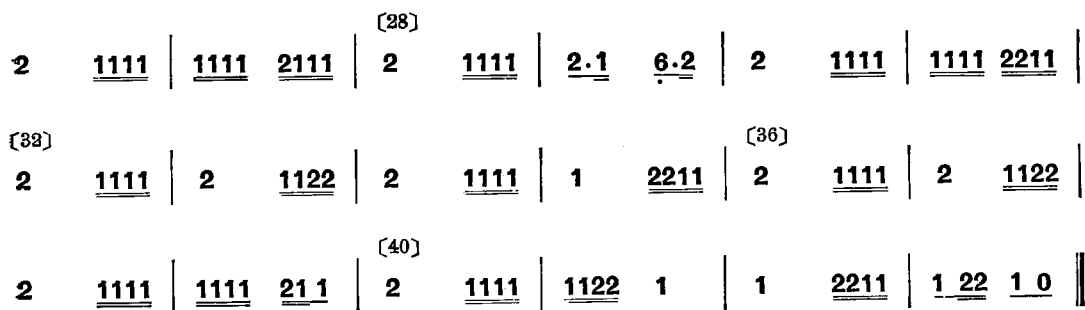 〔28〕
2 1111 | 1111 2111 | 2 1111 | 2·1 6·2 | 2 1111 | 1111 2211 |
〔32〕 〔36〕
2 1111 | 2 1122 | 2 1111 | 1 2211 | 2 1111 | 2 1122 |
〔40〕
2 1111 | 1111 21 1 | 2 1111 | 1122 1 | 1 2211 | 1 22 1 0 ‖